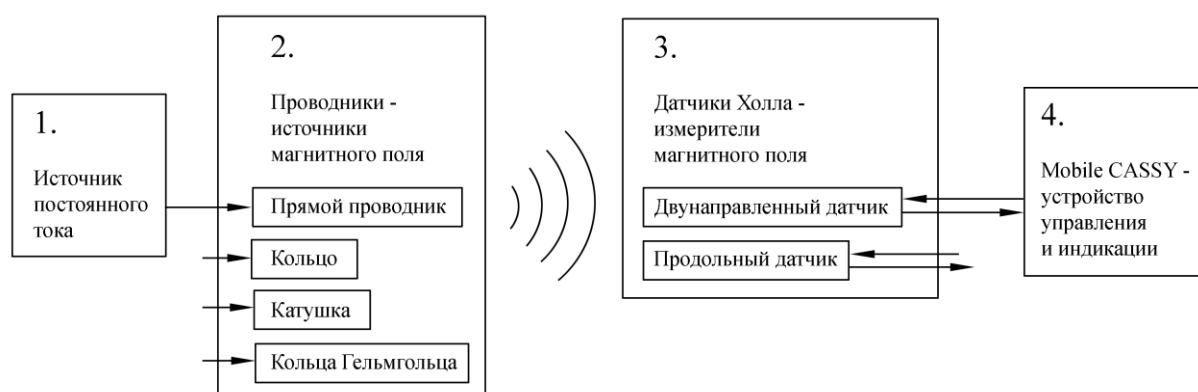 1.
Источник
постоянного
тока
2.
Проводники -
источники
магнитного поля
Прямой проводник
Кольцо
Катушка
Кольца Гельмгольца
3.
Датчики Холла -
измерители
магнитного поля
Двунаправленный датчик
Продольный датчик
4.
Mobile CASSY -
устройство
управления
и индикации